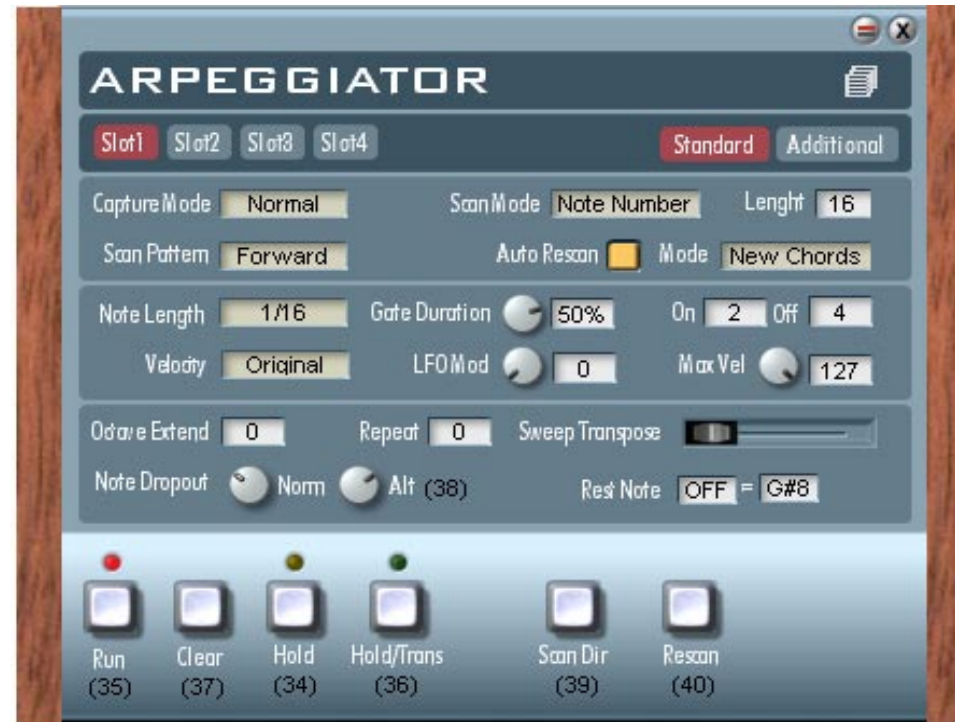 ARPEGGIATOR
Slot1 Slot2 Slot3 Slot4 Standard Additional
Capture Mode Normal Scan Mode Note Number Lenght 16
Scan Pattern Forward Auto Rescan Mode New Chords
Note Length 1/16 Gate Duration 50% On 2 Off 4
Velocity Original LFO Mod 0 Max Vel 127
Octave Extend 0 Repeat 0 Sweep Transpose
Note Dropout Norm Alt (38) Rest Note OFF = G#8
Run Clear Hold Hold/Trans Scan Dir Rescan
(35) (37) (34) (36) (39) (40)